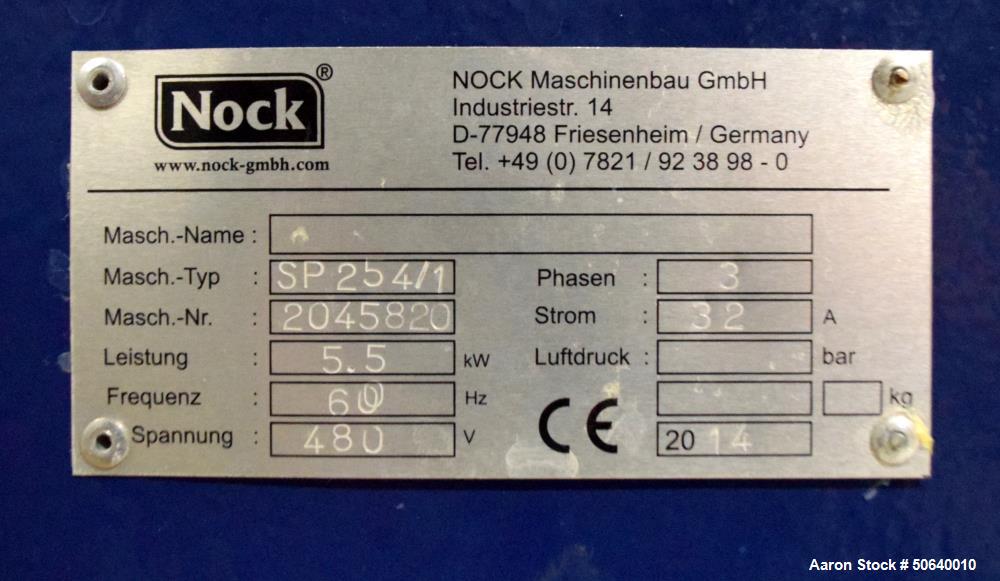 Nock®
www.nock-gmbh.com
NOCK Maschinenbau GmbH
Industriestr. 14
D-77948 Friesenheim / Germany
Tel. +49 (0) 7821 / 92 38 98 - 0
Masch.-Name :
Masch.-Typ : SP 254/1 Phasen : 3
Masch.-Nr. : 2045820 Strom : 32 A
Leistung : 5.5 kW Luftdruck : bar
Frequenz : 60 Hz kg
Spannung : 480 V CE 20 14
Aaron Stock # 50640010